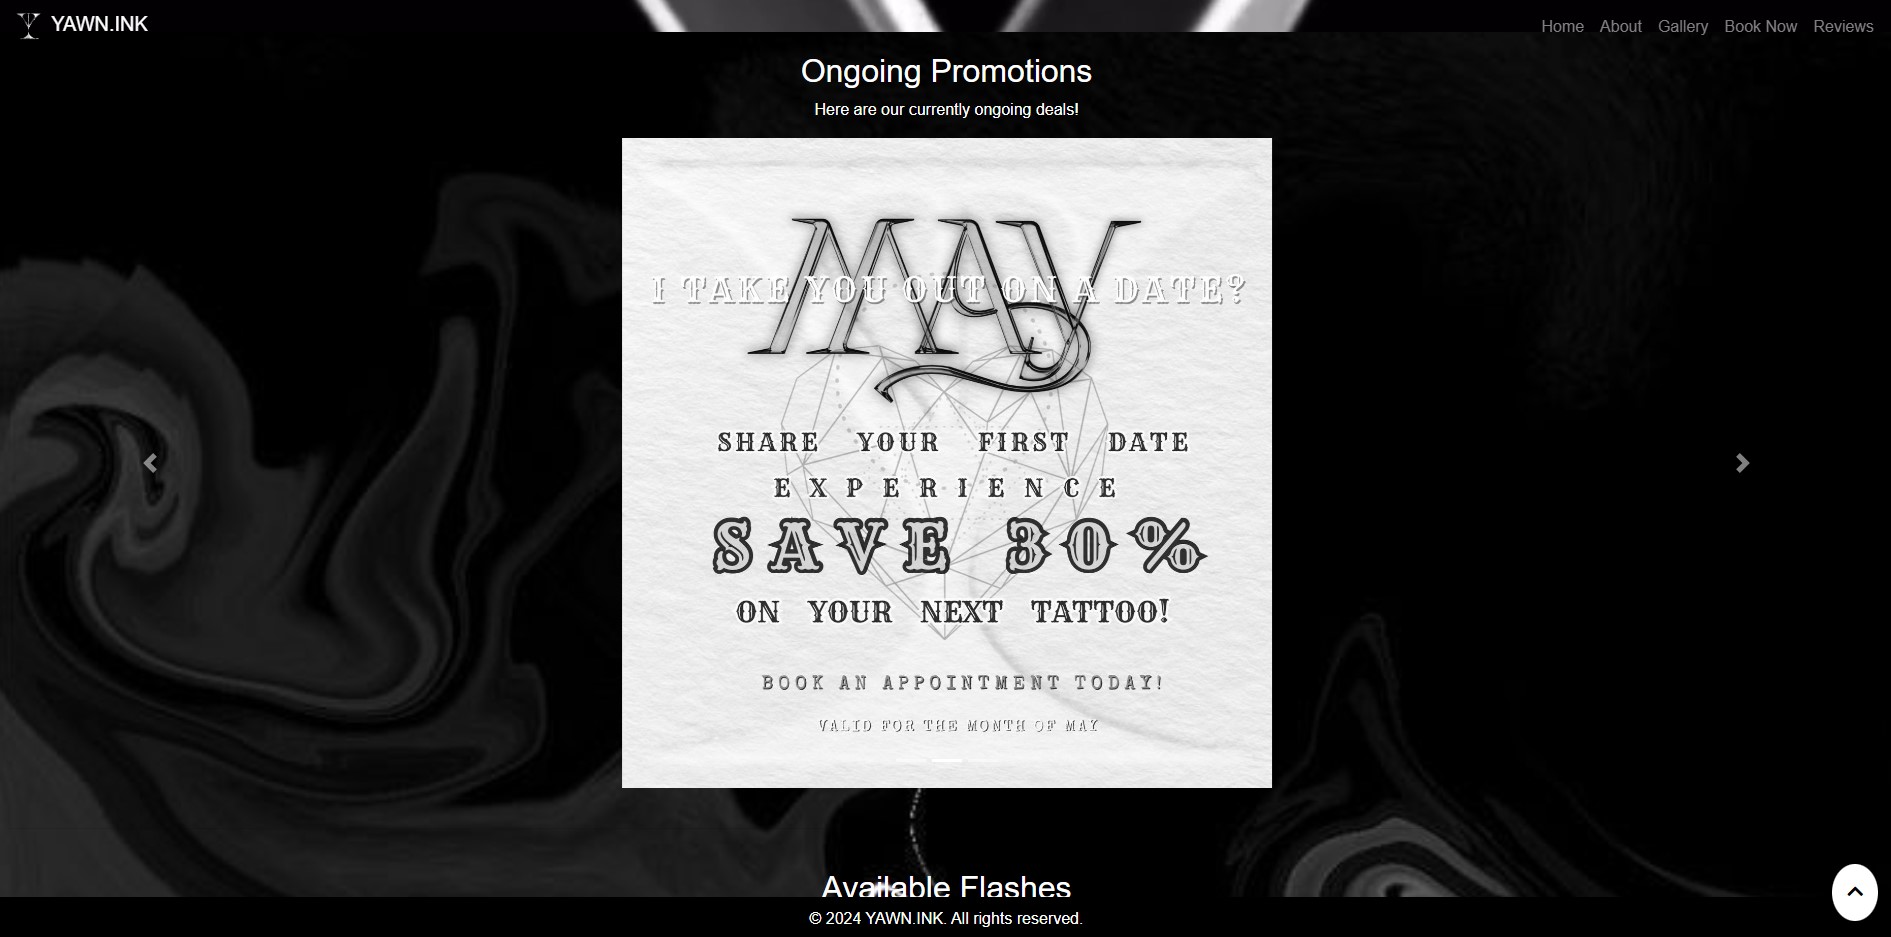 YAWN.INK
Home About Gallery Book Now Reviews
Ongoing Promotions
Here are our currently ongoing deals!
MAY
I TAKE YOU OUT ON A DATE?
SHARE YOUR FIRST DATE
EXPERIENCE
SAVE 30%
ON YOUR NEXT TATTOO!
BOOK AN APPOINTMENT TODAY!
VALID FOR THE MONTH OF MAY
Available Flashes
© 2024 YAWN.INK. All rights reserved.